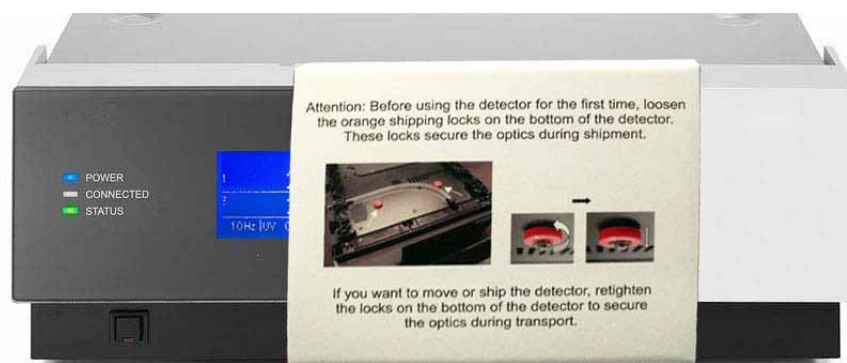 POWER
CONNECTED
STATUS
10Hz UV
Attention: Before using the detector for the first time, loosen
the orange shipping locks on the bottom of the detector.
These locks secure the optics during shipment.
If you want to move or ship the detector, retighten
the locks on the bottom of the detector to secure
the optics during transport.